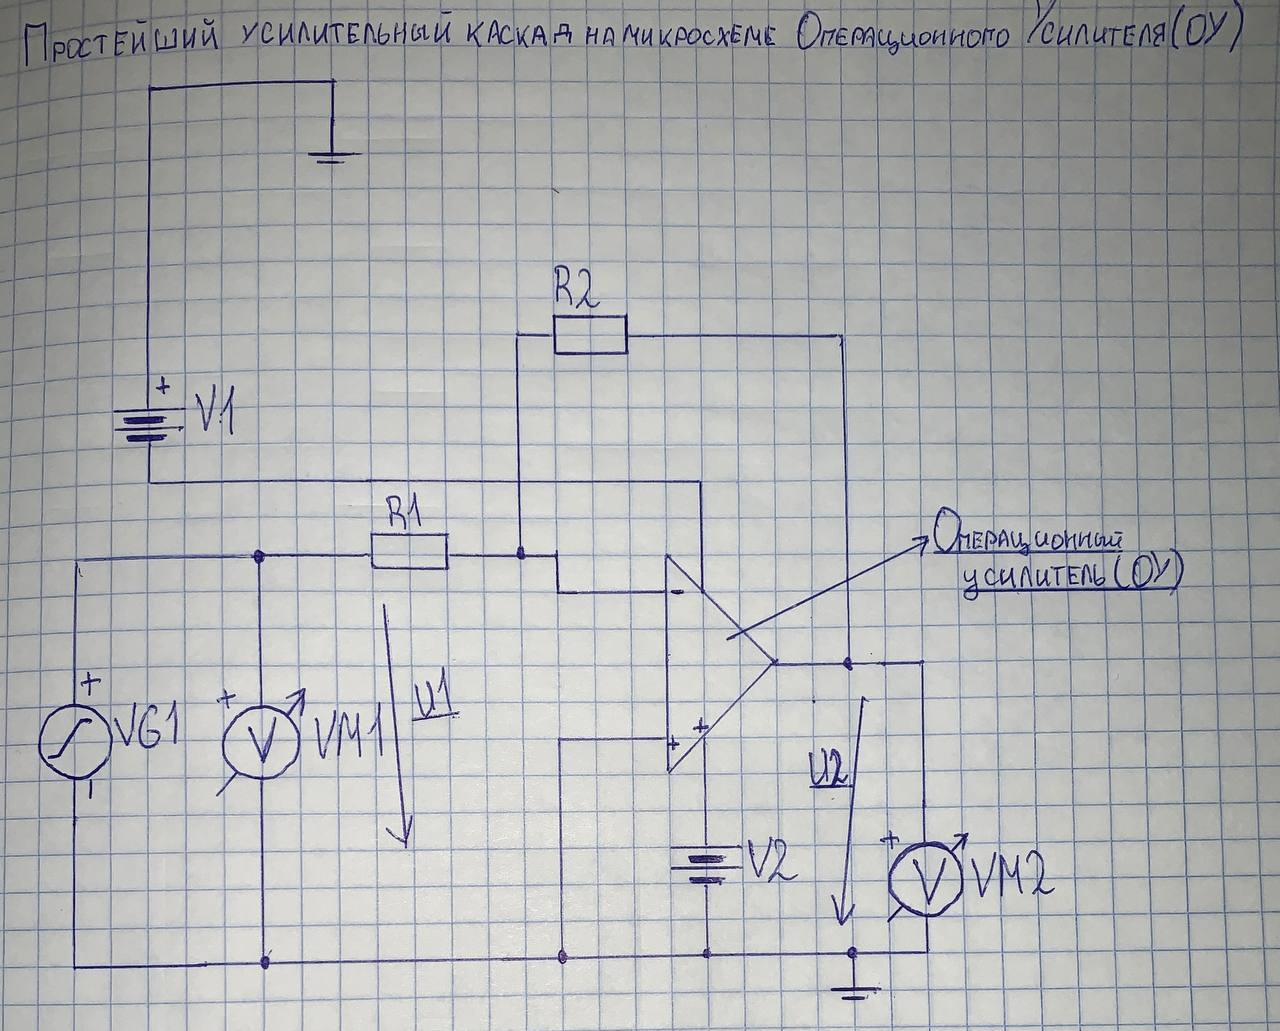 Простейший усилительный каскад на микросхеме Операционного Усилителя(ОУ)
R2
+
V1
R1
Операционный
усилитель(ОУ)
-
+
VG1
-
+
V
VM1
U1
+
+
U2
V2
+
V
VM2